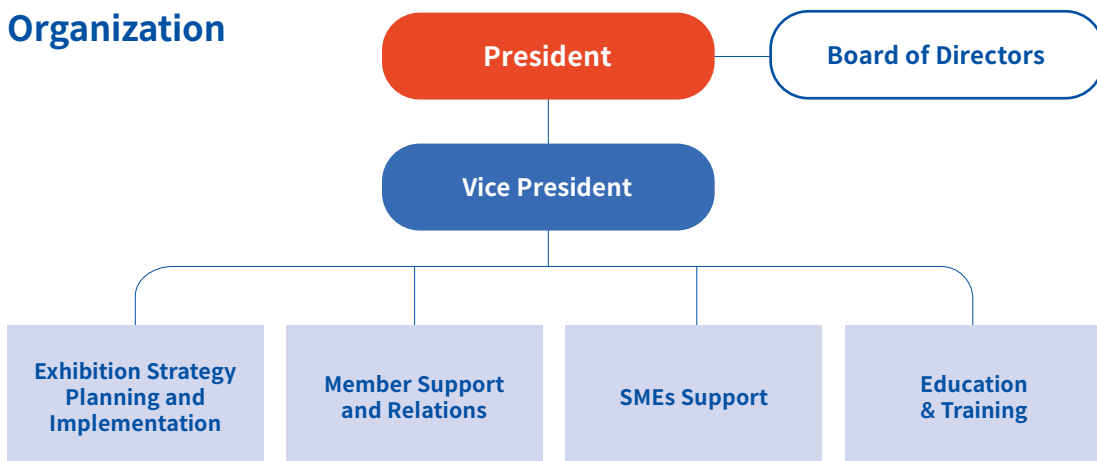 Organization
President
Board of Directors
Vice President
Exhibition Strategy
Planning and
Implementation
Member Support
and Relations
SMEs Support
Education
& Training